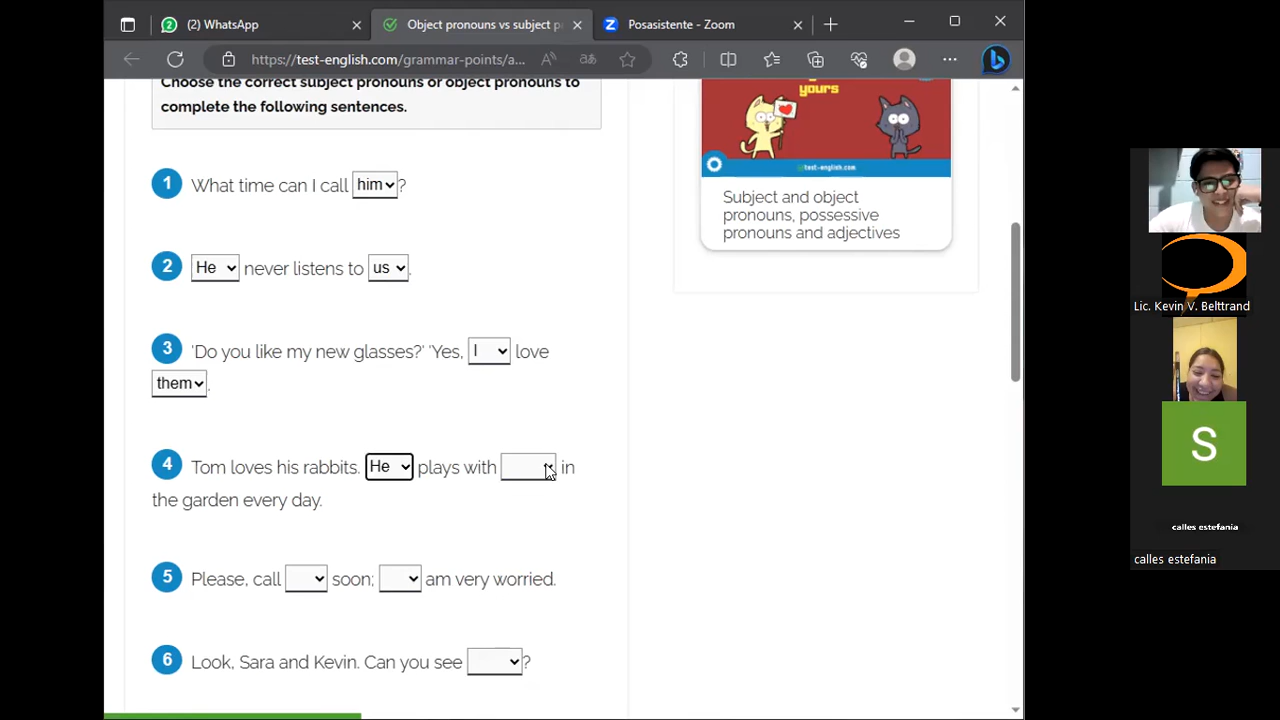 2
(2) WhatsApp
Object pronouns vs subject p
Posasistente - Zoom
https://test-english.com/grammar-points/a...
Choose the correct subject pronouns or object pronouns to
complete the following sentences.
1 What time can I call him ?
2 He never listens to us .
3 'Do you like my new glasses?' 'Yes, I love
them .
4 Tom loves his rabbits. He plays with in
the garden every day.
5 Please, call soon; am very worried.
6 Look, Sara and Kevin. Can you see ?
yours
test-english.com
Subject and object
pronouns, possessive
pronouns and adjectives
Lic. Kevin V. Belttrand
S
calles estefania
calles estefania